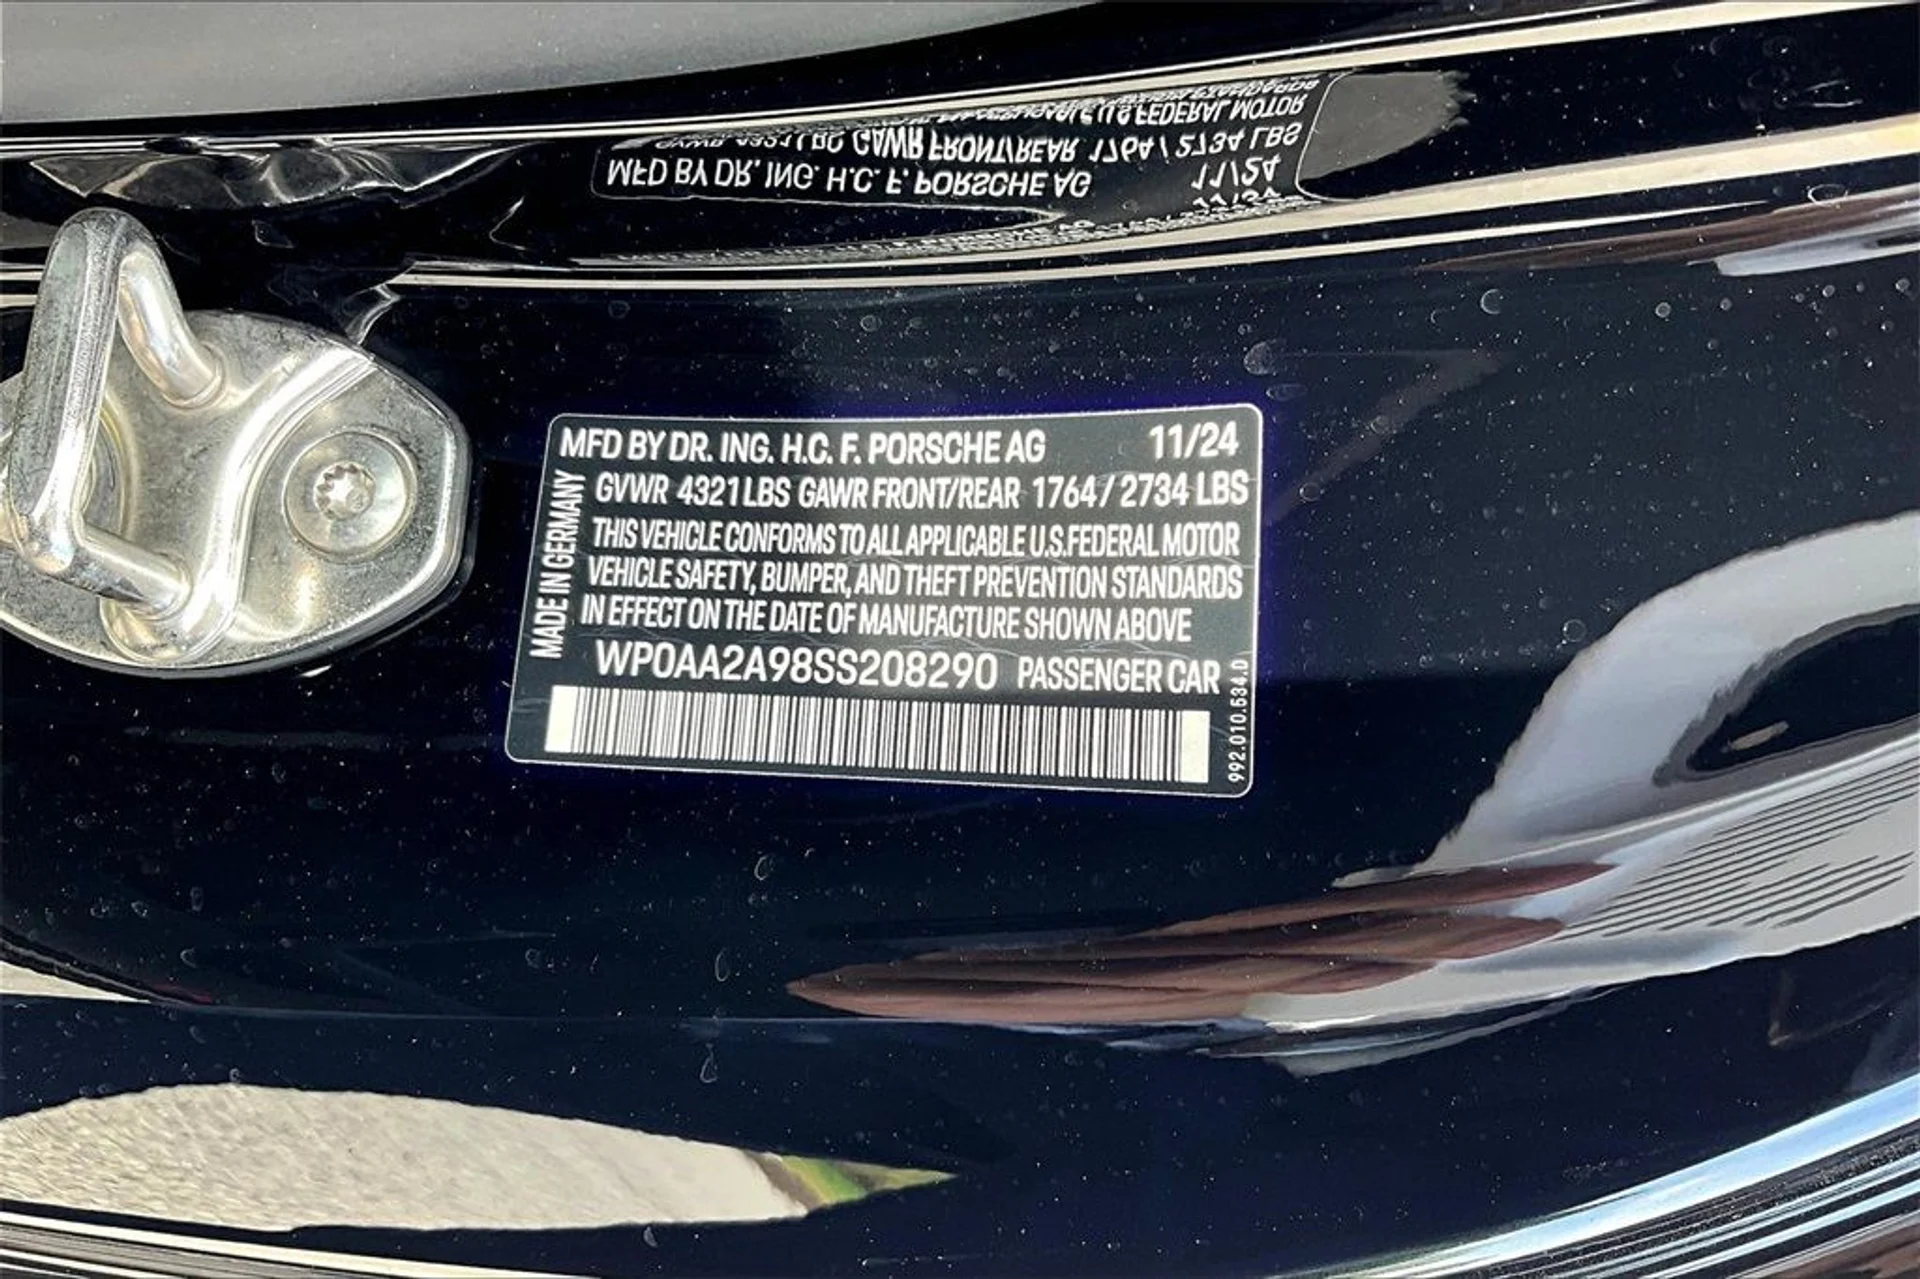 MFD BY DR. ING. H.C. F. PORSCHE AG 11/24
GVWR 4321 LBS GAWR FRONT/REAR 1764 / 2734 LBS
THIS VEHICLE CONFORMS TO ALL APPLICABLE U.S. FEDERAL MOTOR
VEHICLE SAFETY, BUMPER, AND THEFT PREVENTION STANDARDS
IN EFFECT ON THE DATE OF MANUFACTURE SHOWN ABOVE
WP0AA2A98SS208290 PASSENGER CAR
MADE IN GERMANY
992.010.534.0